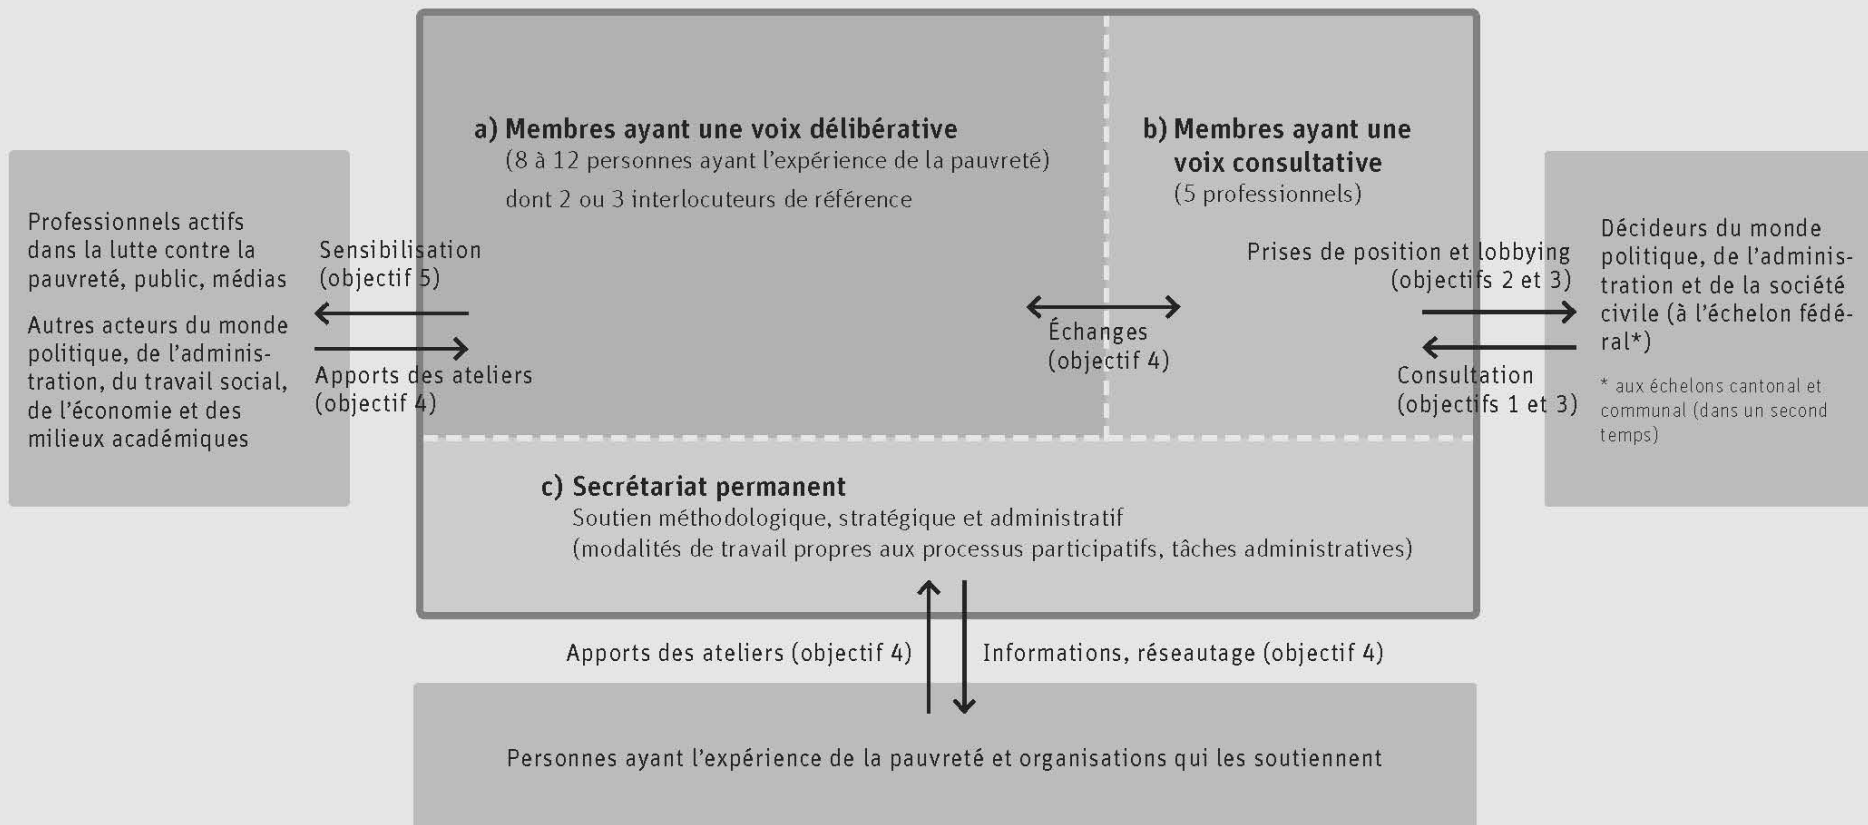 a) Membres ayant une voix délibérative
(8 à 12 personnes ayant l’expérience de la pauvreté)
dont 2 ou 3 interlocuteurs de référence
b) Membres ayant une
voix consultative
(5 professionnels)
Professionnels actifs
dans la lutte contre la
pauvreté, public, médias
Autres acteurs du monde
politique, de l’adminis-
tration, du travail social,
de l’économie et des
milieux académiques
Sensibilisation
(objectif 5)
Apports des ateliers
(objectif 4)
Échanges
(objectif 4)
Prises de position et lobbying
(objectifs 2 et 3)
Consultation
(objectifs 1 et 3)
Décideurs du monde
politique, de l’adminis-
tration et de la société
civile (à l’échelon fédé-
ral*)
* aux échelons cantonal et
communal (dans un second
temps)
c) Secrétariat permanent
Soutien méthodologique, stratégique et administratif
(modalités de travail propres aux processus participatifs, tâches administratives)
Apports des ateliers (objectif 4)
Informations, réseautage (objectif 4)
Personnes ayant l’expérience de la pauvreté et organisations qui les soutiennent